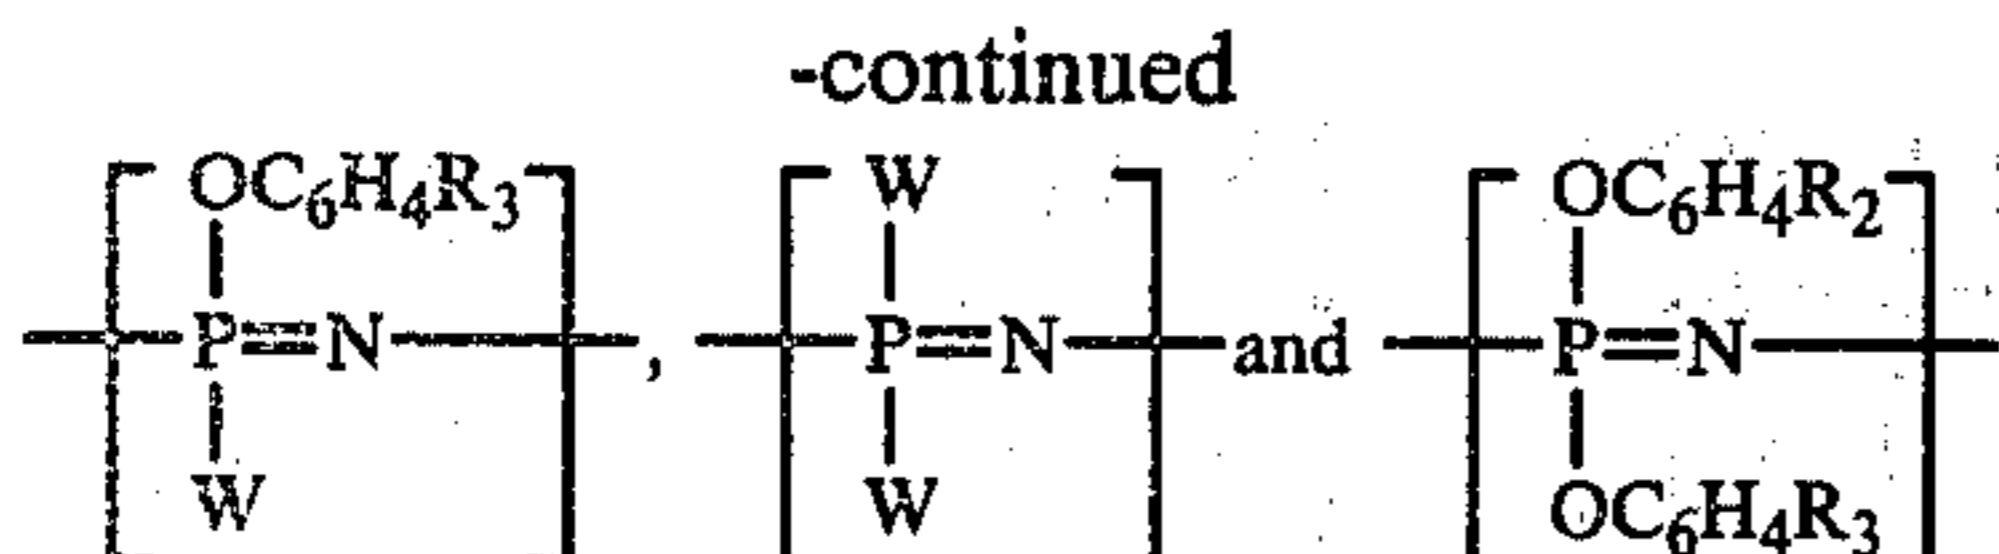 -continued
OC6H4R3 W OC6H4R2
P=N , P=N and P=N
W W OC6H4R3